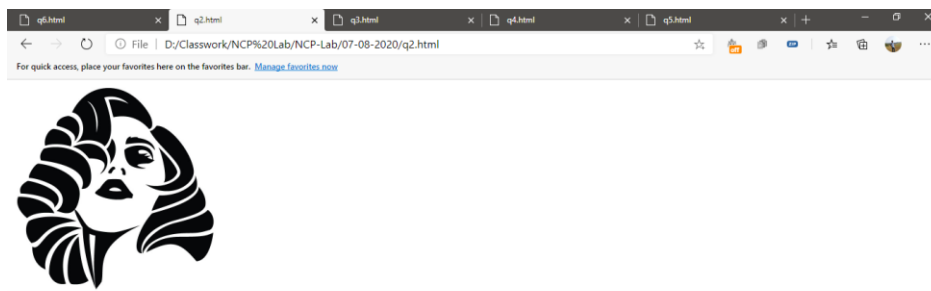 q6.html q2.html q3.html q4.html q5.html
File D:/Classwork/NCP%20Lab/NCP-Lab/07-08-2020/q2.html
off
For quick access, place your favorites here on the favorites bar. Manage favorites now